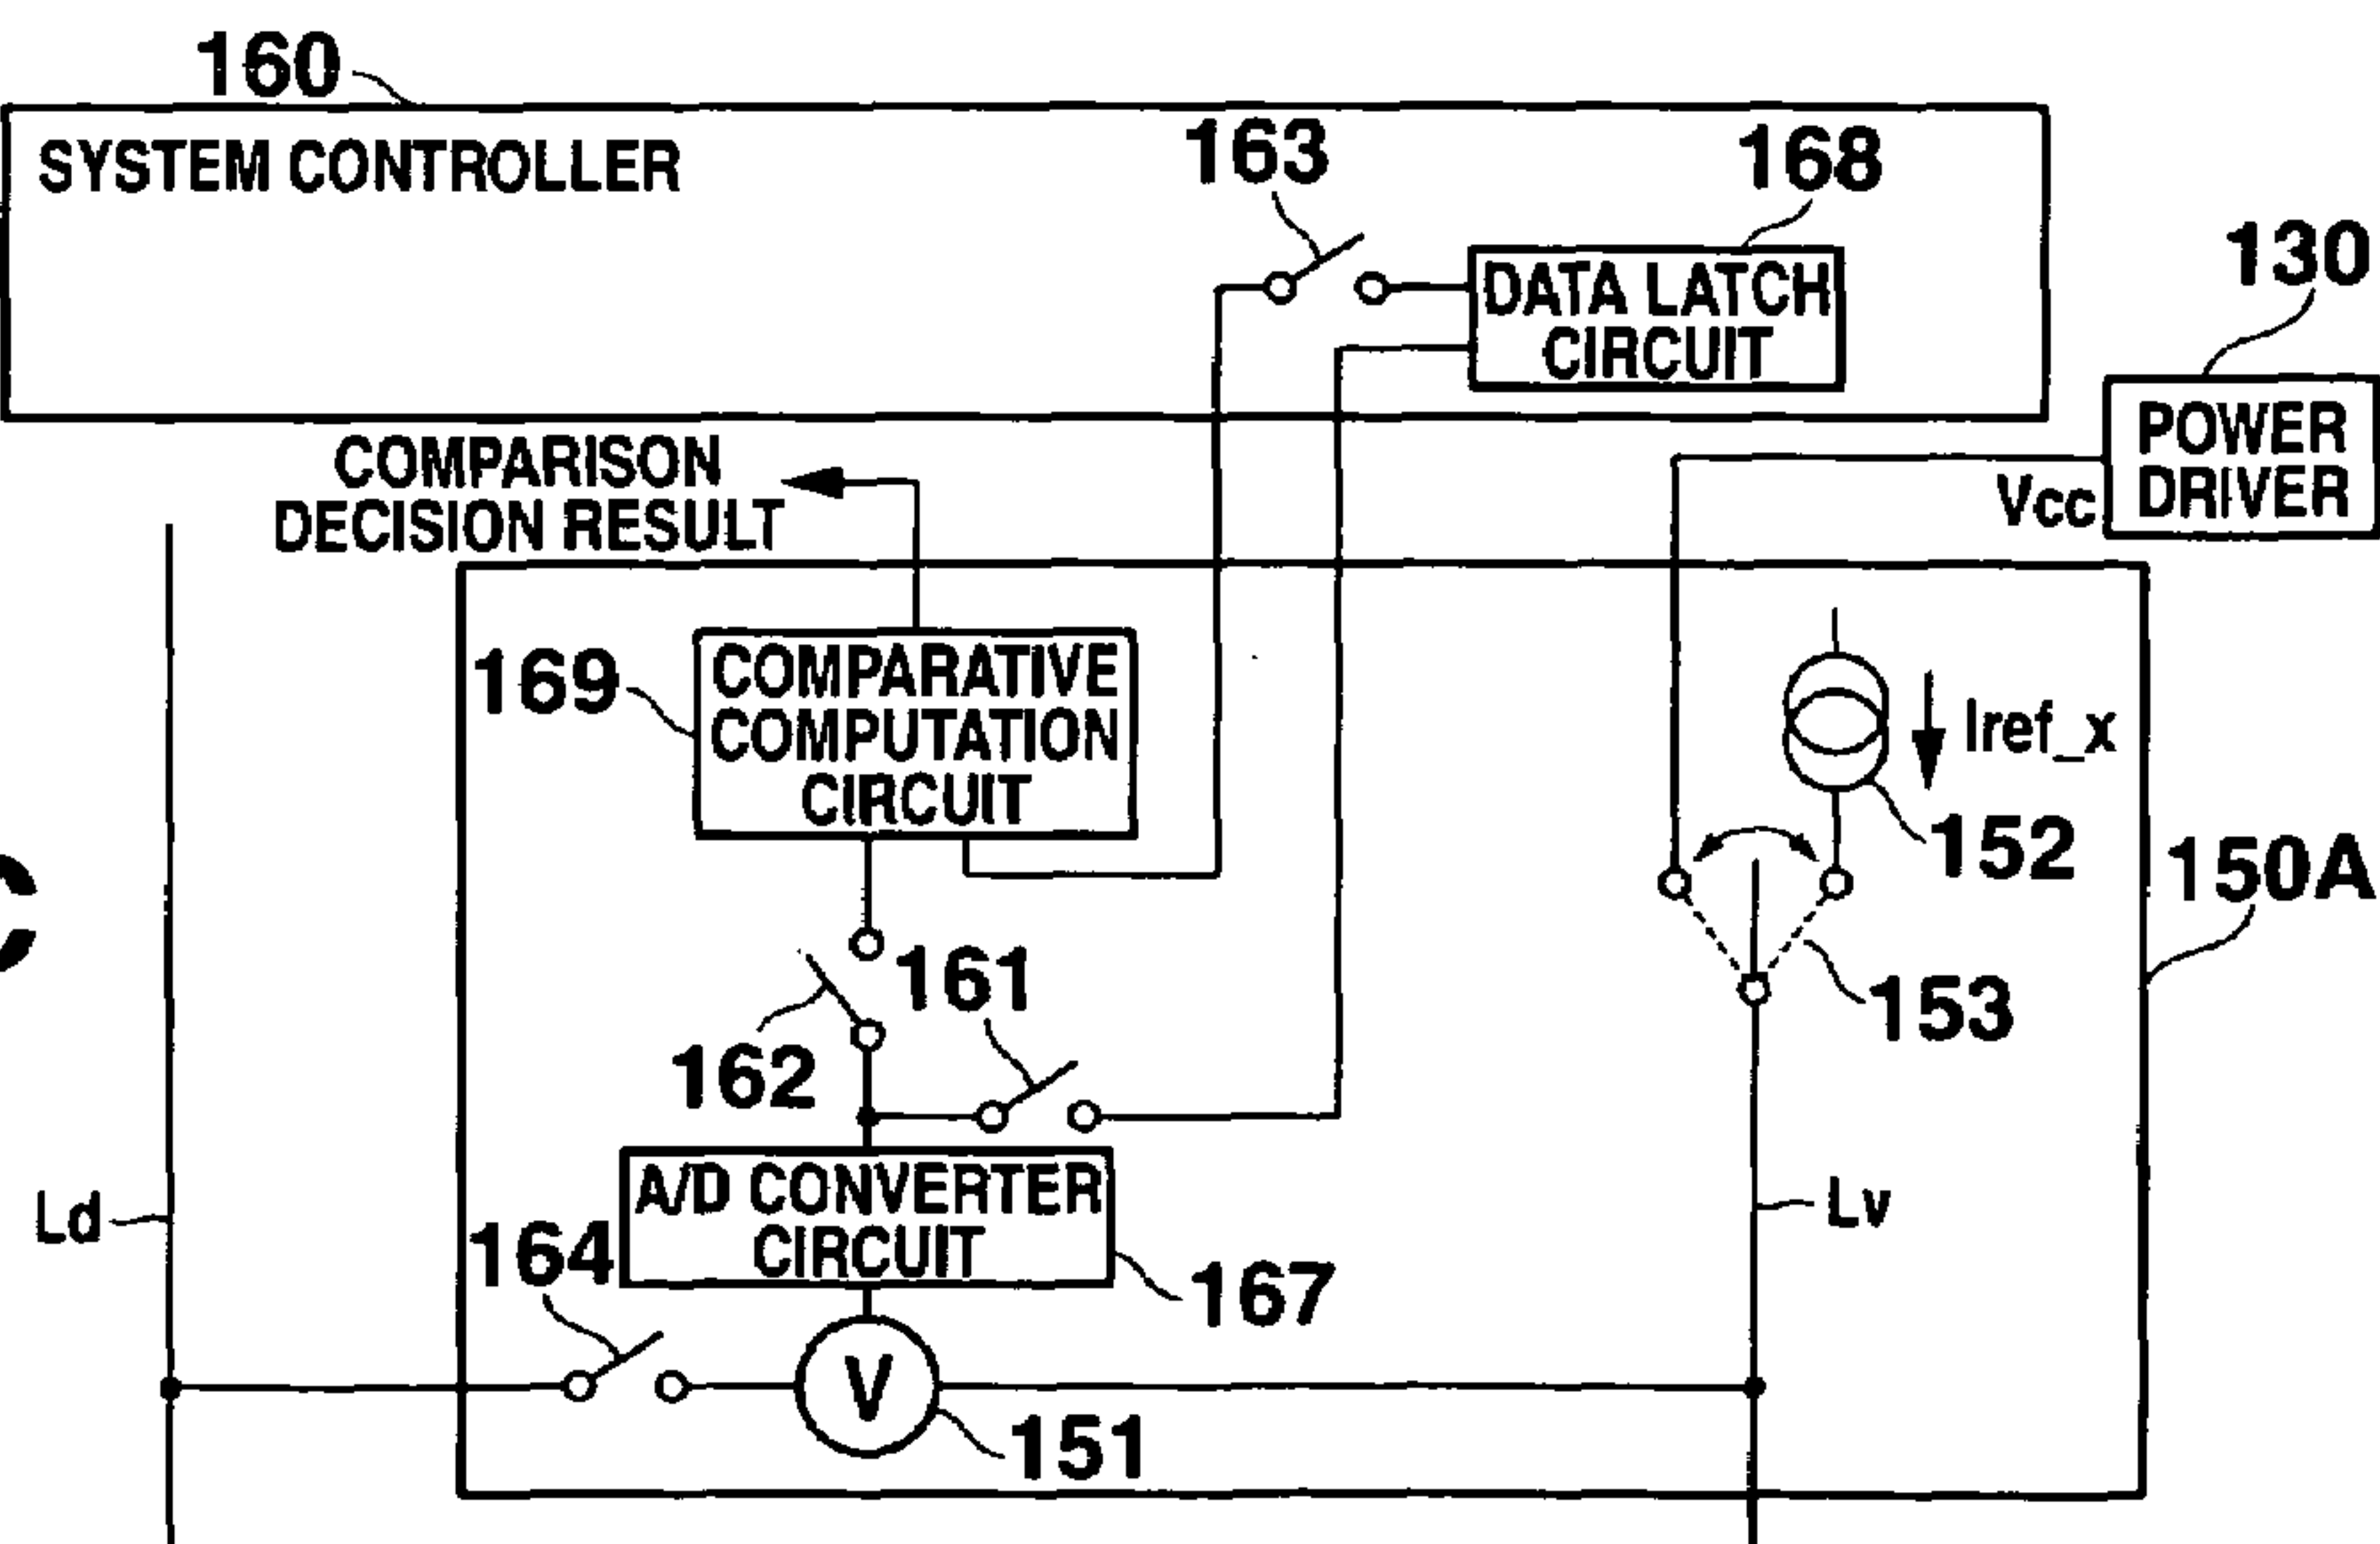 160
SYSTEM CONTROLLER
163
168
DATA LATCH
CIRCUIT
130
POWER
DRIVER
Vcc
COMPARISON
DECISION RESULT
169
COMPARATIVE
COMPUTATION
CIRCUIT
Iref_x
152
150A
153
161
162
A/D CONVERTER
CIRCUIT
Ld
Lv
164
167
V
151